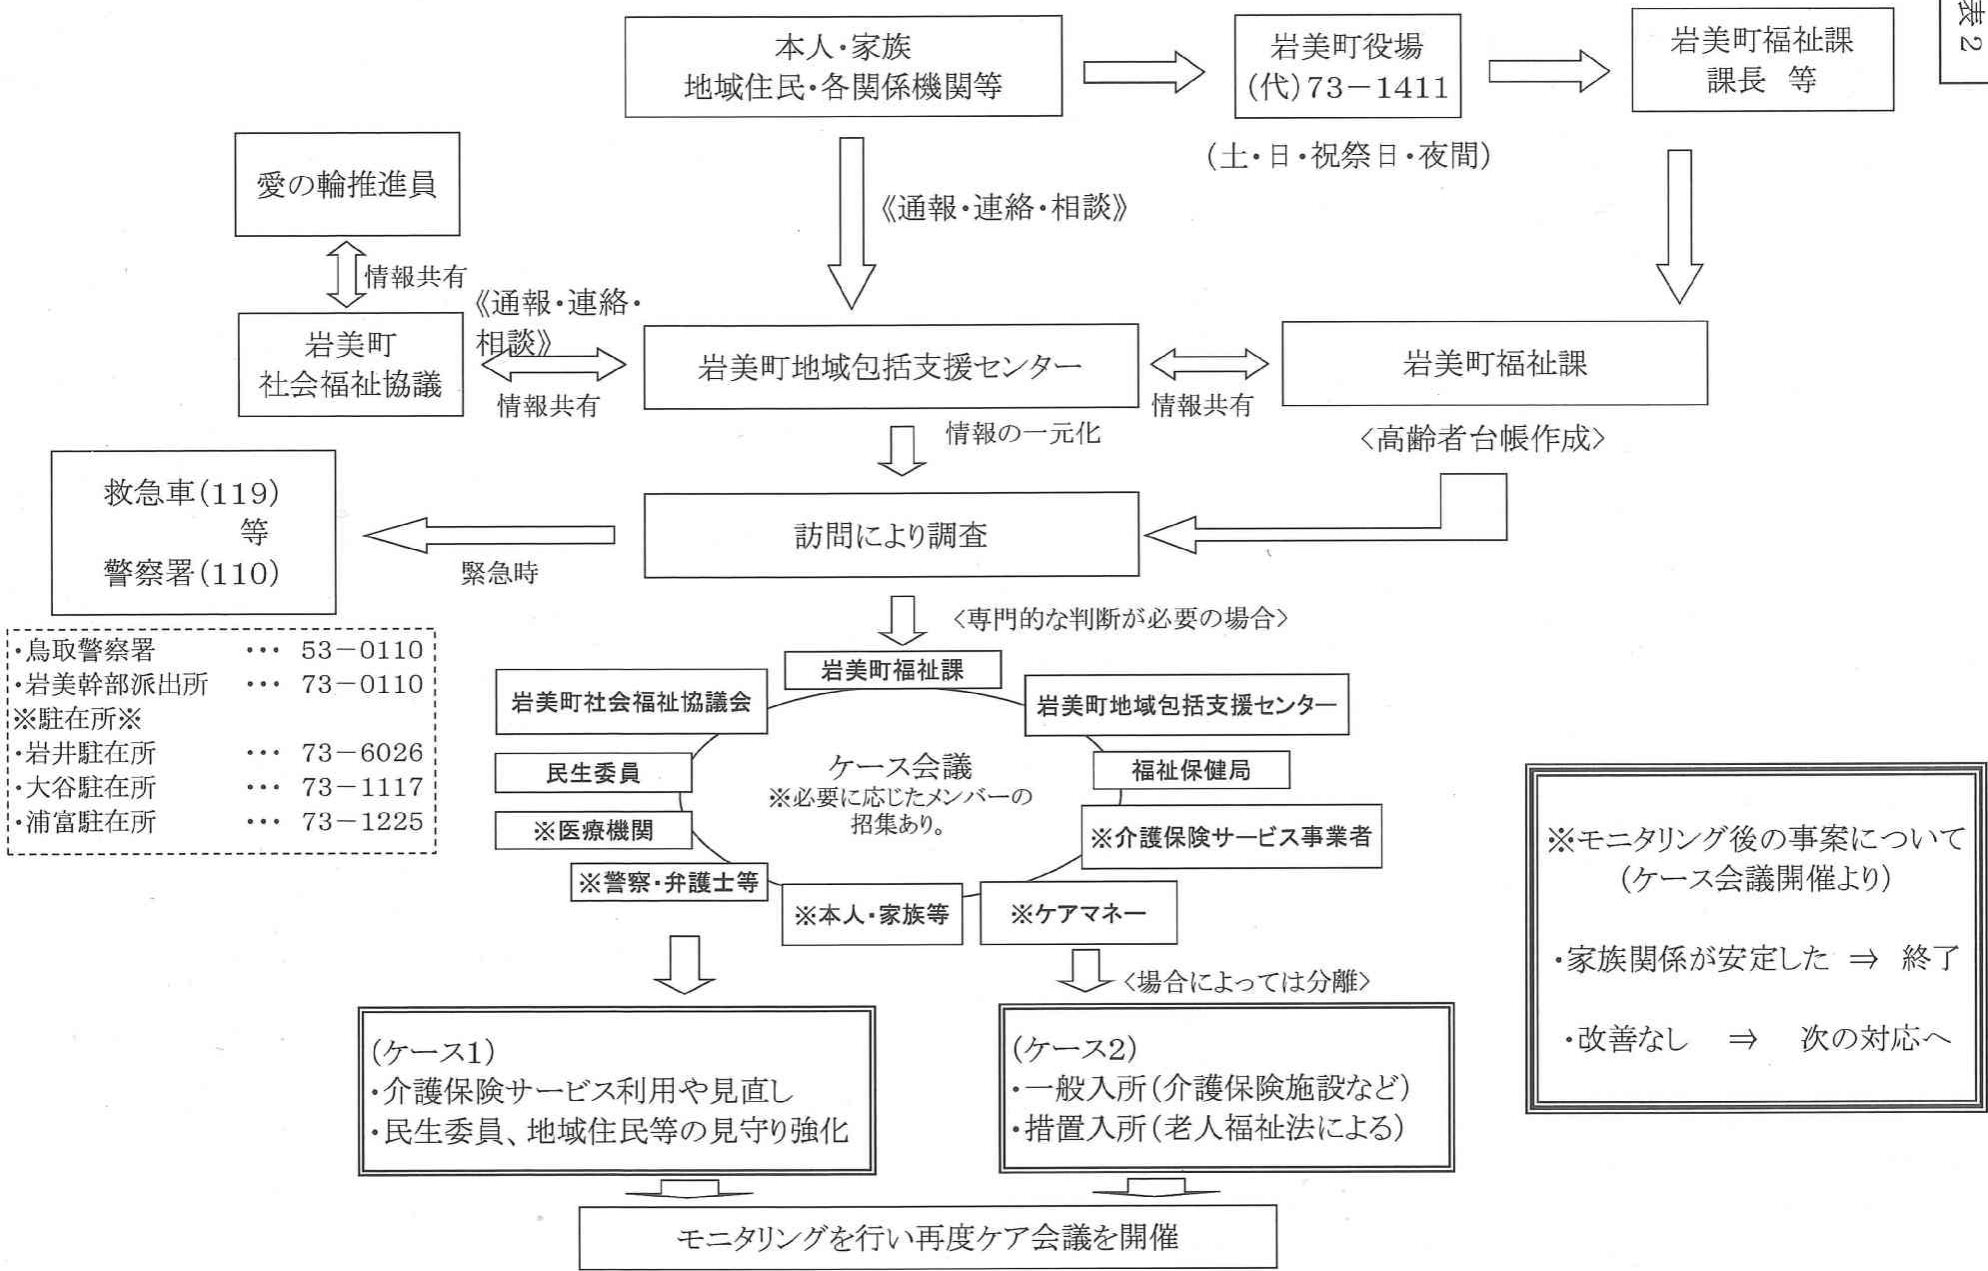 表2
本人・家族
地域住民・各関係機関等
岩美町役場
(代)73－1411
岩美町福祉課
課長 等
(土・日・祝祭日・夜間)
愛の輪推進員
《通報・連絡・相談》
情報共有
《通報・連絡・
相談》
岩美町
社会福祉協議
情報共有
岩美町地域包括支援センター
情報共有
岩美町福祉課
情報の一元化
<高齢者台帳作成>
救急車(119)
等
警察署(110)
緊急時
訪問により調査
<専門的な判断が必要の場合>
・鳥取警察署 ･･･ 53－0110
・岩美幹部派出所 ･･･ 73－0110
※駐在所※
・岩井駐在所 ･･･ 73－6026
・大谷駐在所 ･･･ 73－1117
・浦富駐在所 ･･･ 73－1225
岩美町福祉課
岩美町社会福祉協議会
岩美町地域包括支援センター
民生委員
福祉保健局
ケース会議
※必要に応じたメンバーの
招集あり。
※医療機関
※介護保険サービス事業者
※警察・弁護士等
※本人・家族等
※ケアマネー
※モニタリング後の事案について
(ケース会議開催より)
・家族関係が安定した ⇒ 終了
・改善なし ⇒ 次の対応へ
<場合によっては分離>
(ケース1)
・介護保険サービス利用や見直し
・民生委員、地域住民等の見守り強化
(ケース2)
・一般入所(介護保険施設など)
・措置入所(老人福祉法による)
モニタリングを行い再度ケア会議を開催